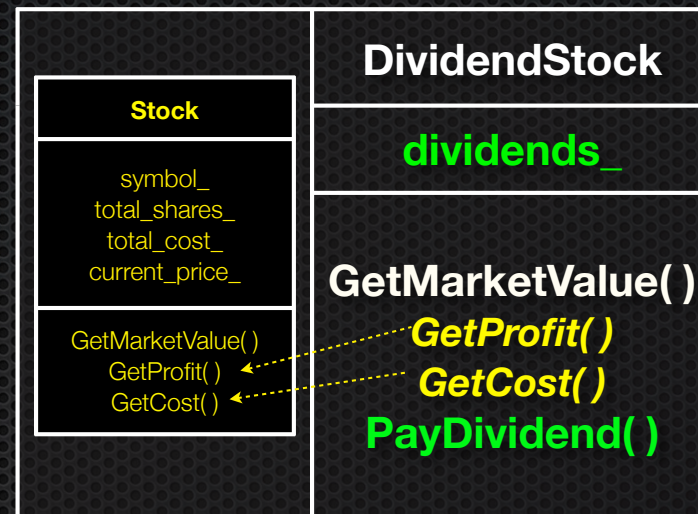 Stock
symbol_
total_shares_
total_cost_
current_price_
GetMarketValue( )
GetProfit( )
GetCost( )
DividendStock
dividends_
GetMarketValue( )
GetProfit( )
GetCost( )
PayDividend( )